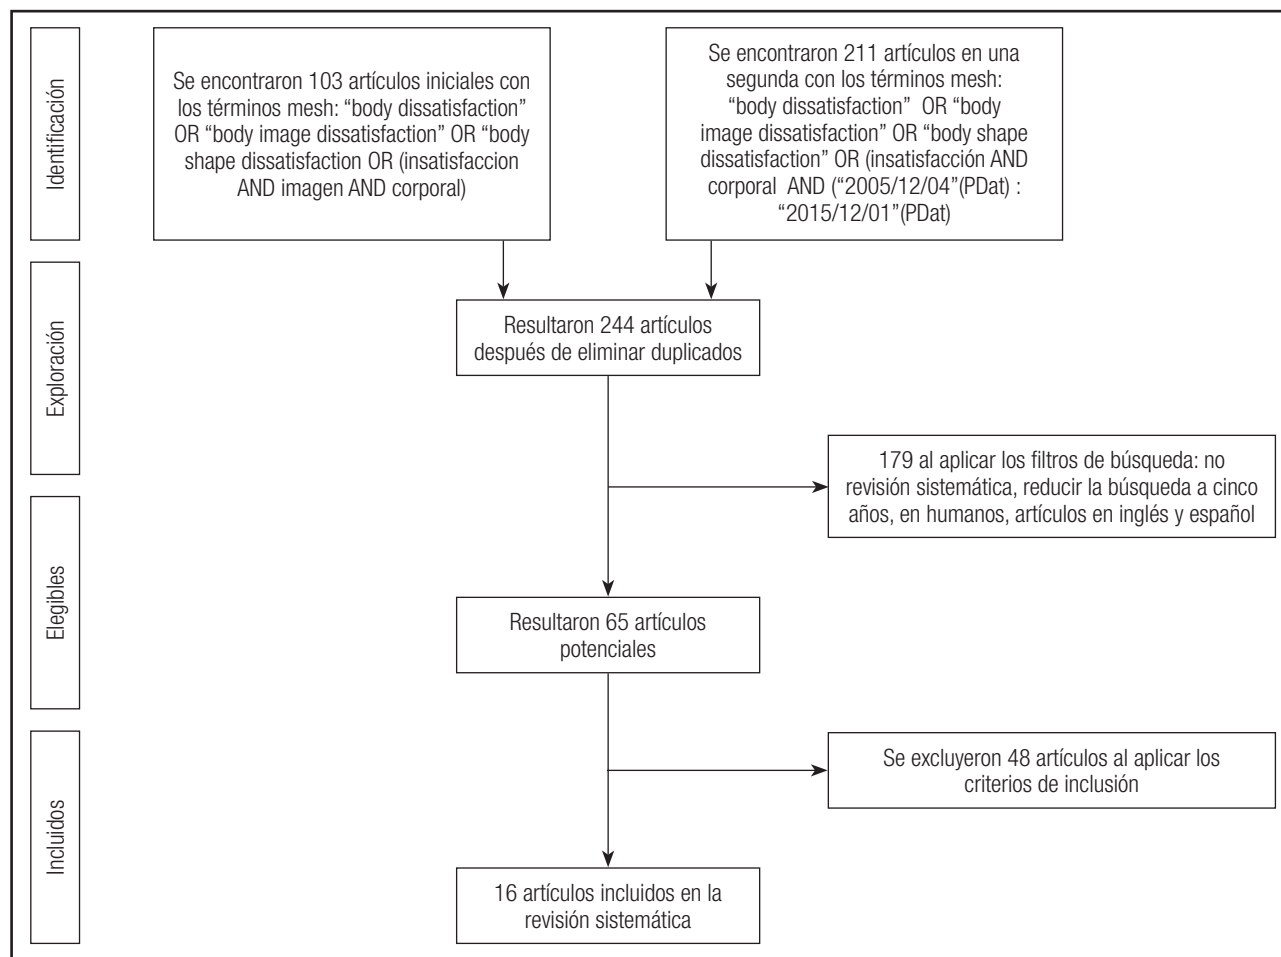 Identificación
Se encontraron 103 artículos iniciales con
los términos mesh: “body dissatisfaction”
OR “body image dissatisfaction” OR “body
shape dissatisfaction OR (insatisfaccion
AND imagen AND corporal)
Se encontraron 211 artículos en una
segunda con los términos mesh:
“body dissatisfaction” OR “body
image dissatisfaction” OR “body shape
dissatisfaction” OR (insatisfacción AND
corporal AND (“2005/12/04”(PDat) :
“2015/12/01”(PDat)
Exploración
Resultaron 244 artículos
después de eliminar duplicados
179 al aplicar los filtros de búsqueda: no
revisión sistemática, reducir la búsqueda a cinco
años, en humanos, artículos en inglés y español
Elegibles
Resultaron 65 artículos
potenciales
Se excluyeron 48 artículos al aplicar los
criterios de inclusión
Incluidos
16 artículos incluidos en la
revisión sistemática